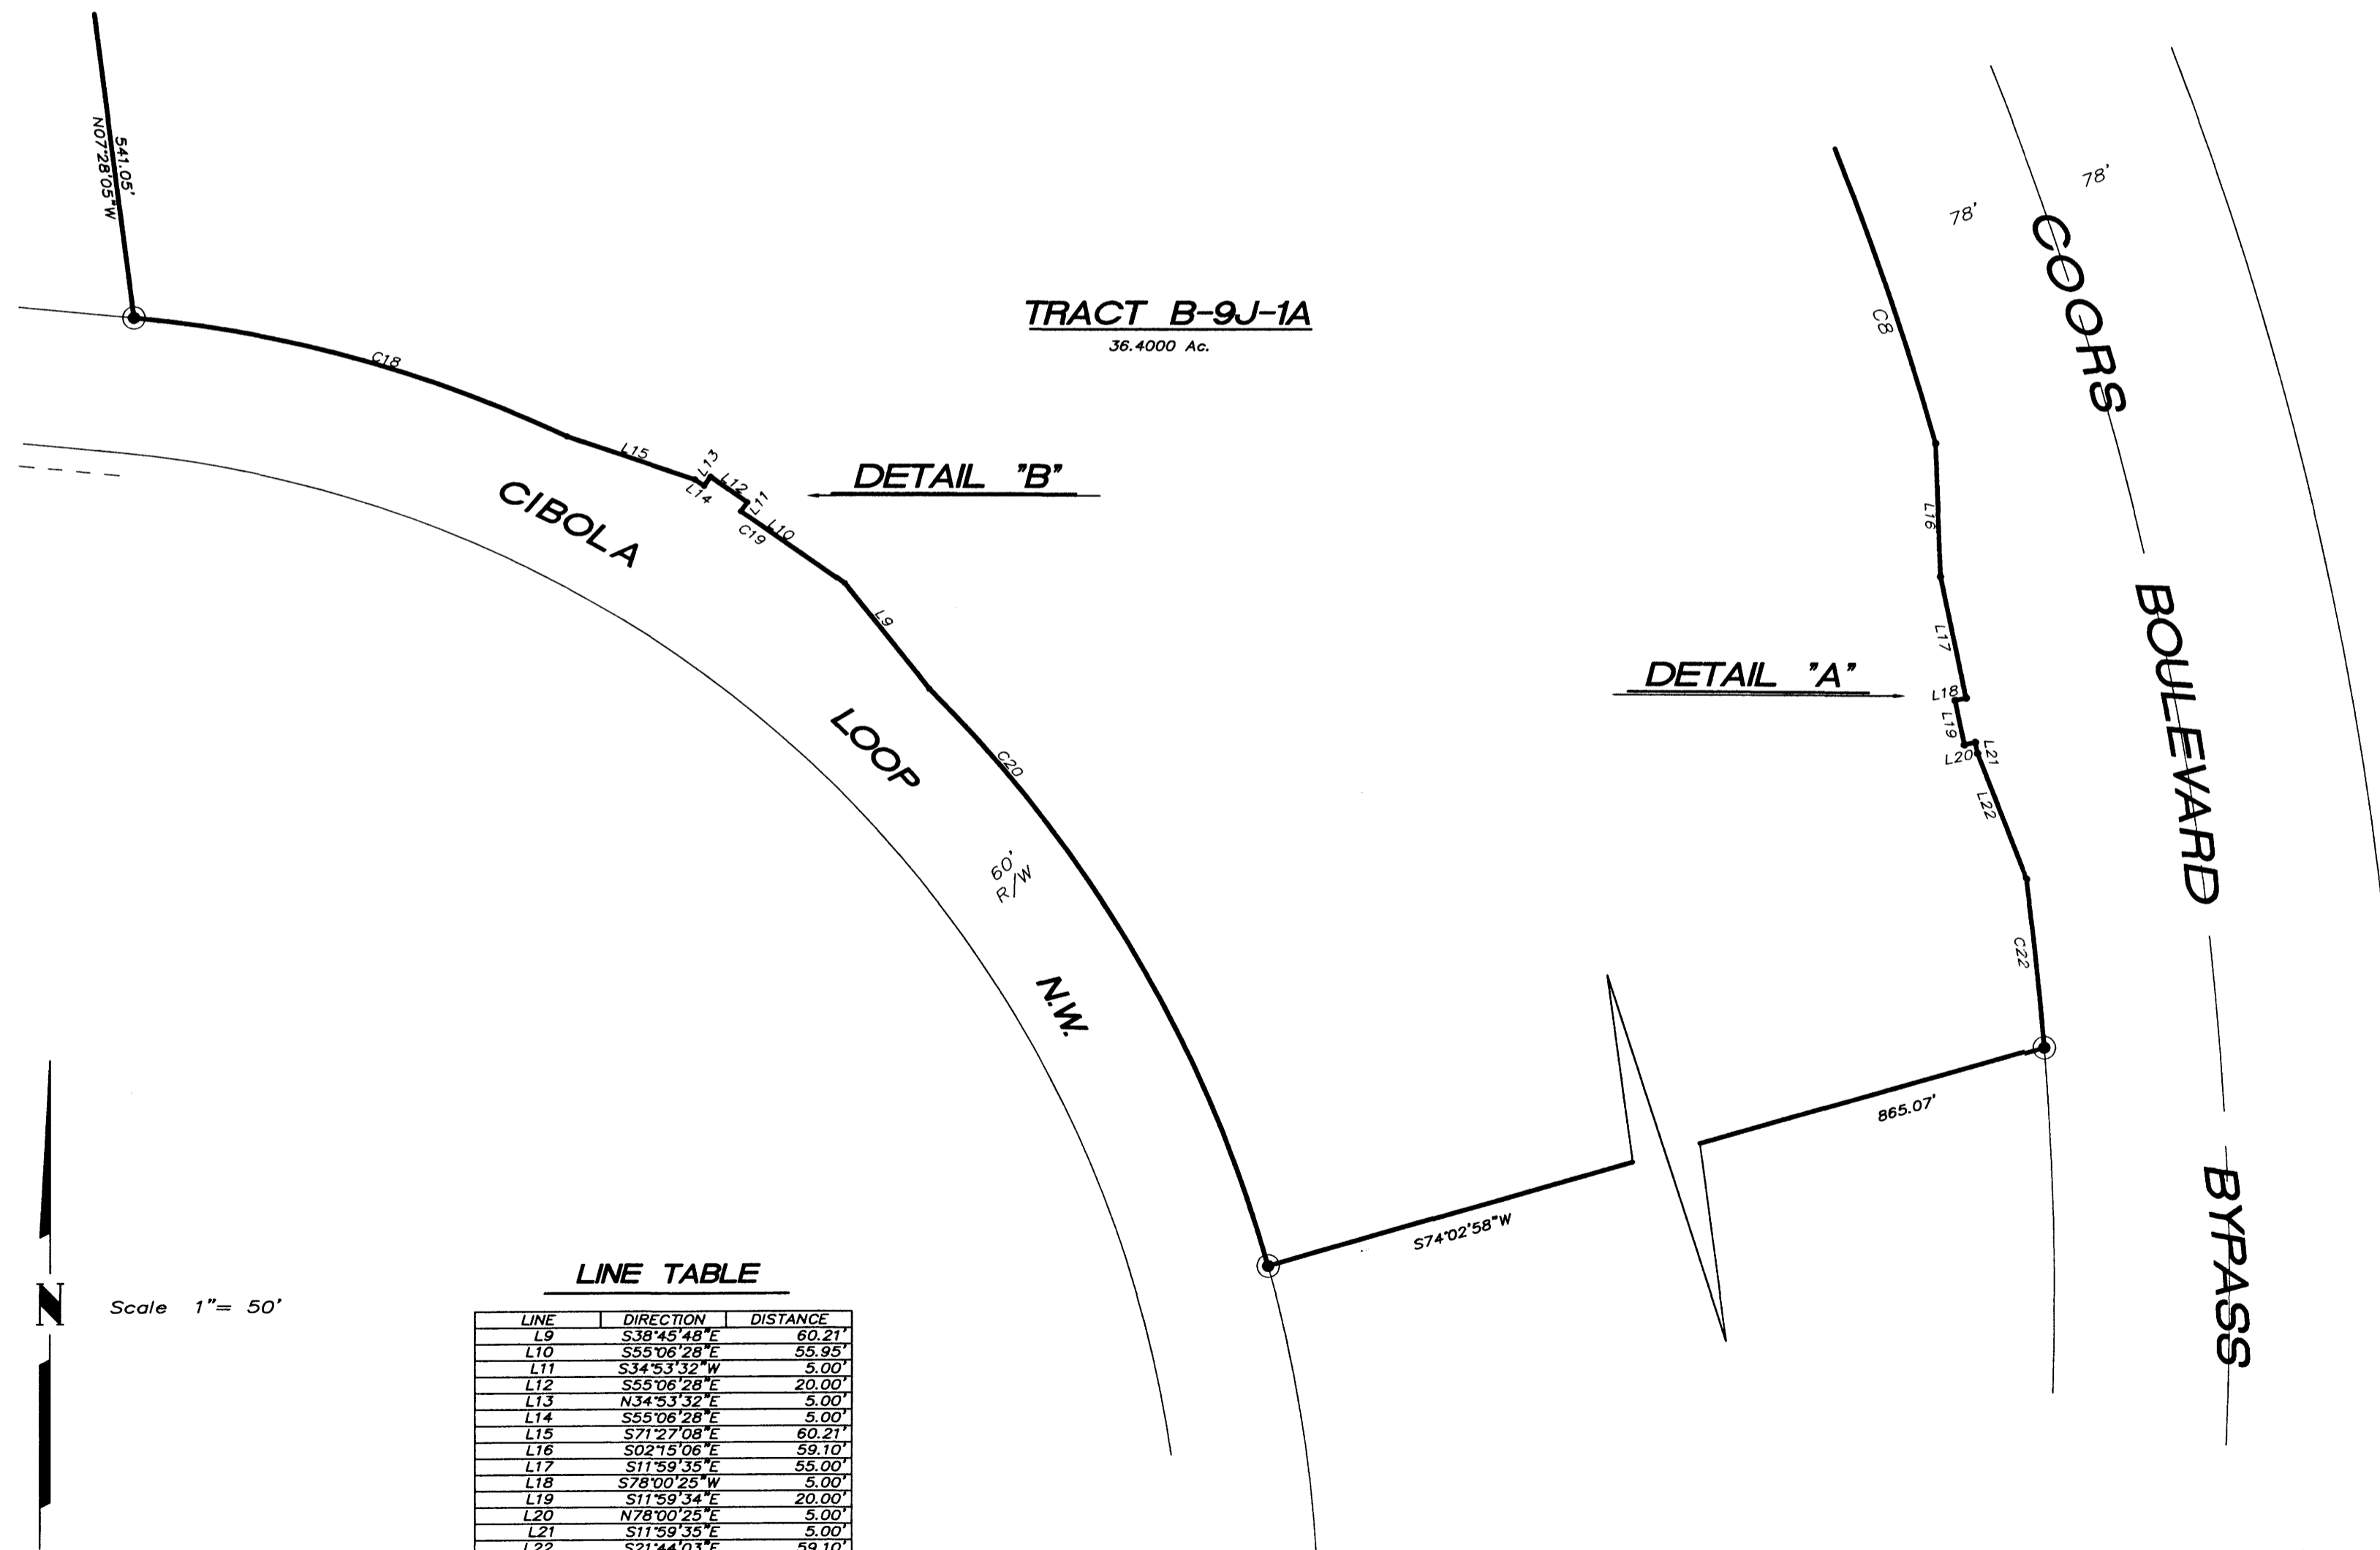 541.05'
N07°28'05"W
C18
TRACT B-9J-1A
36.4000 Ac.
78'
78'
COORS
C8
L15
L13
L14
L12
L11
L10
C19
DETAIL "B"
CIBOLA
L16
BOULEVARD
L9
L17
DETAIL "A"
L18
L19
L20
L21
LOOP
C20
L22
60'
R/W
C22
N.W.
865.07'
S74°02'58"W
BYPASS
N
Scale 1"= 50'
LINE TABLE
LINE DIRECTION DISTANCE
L9 S38°45'48"E 60.21'
L10 S55°06'28"E 55.95'
L11 S34°53'32"W 5.00'
L12 S55°06'28"E 20.00'
L13 N34°53'32"E 5.00'
L14 S55°06'28"E 5.00'
L15 S71°27'08"E 60.21'
L16 S02°15'06"E 59.10'
L17 S11°59'35"E 55.00'
L18 S78°00'25"W 5.00'
L19 S11°59'34"E 20.00'
L20 N78°00'25"E 5.00'
L21 S11°59'35"E 5.00'
L22 S21°44'03"E 59.10'